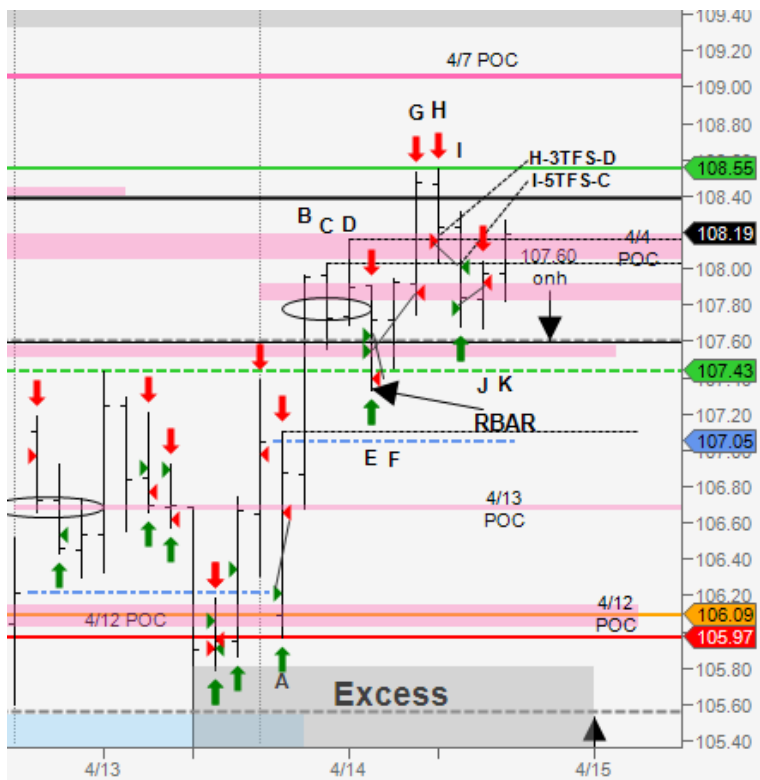 109.40
109.20
4/7 POC
109.00
G H
I
H-3TFS-D
108.55
I-5TFS-C
108.40
B C D
4/4
108.19
POC
107.60
onh
108.00
107.80
107.60
107.43
J K
RBAR
107.20
107.05
E F
4/13
POC
106.80
106.60
106.40
106.20
4/12 POC
4/12
POC
106.09
105.97
A
Excess
105.80
105.60
105.40
4/13
4/14
4/15